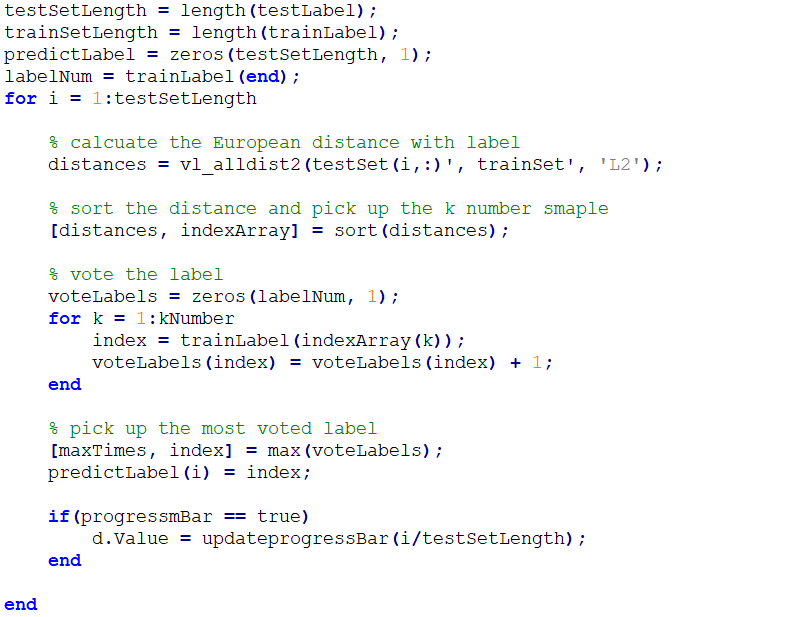 testSetLength = length(testLabel);
trainSetLength = length(trainLabel);
predictLabel = zeros(testSetLength, 1);
labelNum = trainLabel(end);
for i = 1:testSetLength
% calcuate the European distance with label
distances = vl_alldist2(testSet(i,:)', trainSet', 'L2');
% sort the distance and pick up the k number smaple
[distances, indexArray] = sort(distances);
% vote the label
voteLabels = zeros(labelNum, 1);
for k = 1:kNumber
index = trainLabel(indexArray(k));
voteLabels(index) = voteLabels(index) + 1;
end
% pick up the most voted label
[maxTimes, index] = max(voteLabels);
predictLabel(i) = index;
if(progressmBar == true)
d.Value = updateprogressBar(i/testSetLength);
end
end